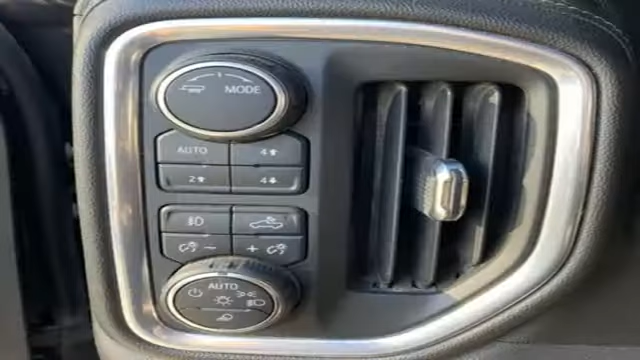 MODE
AUTO 4↑
2↑ 4↓
− +
AUTO